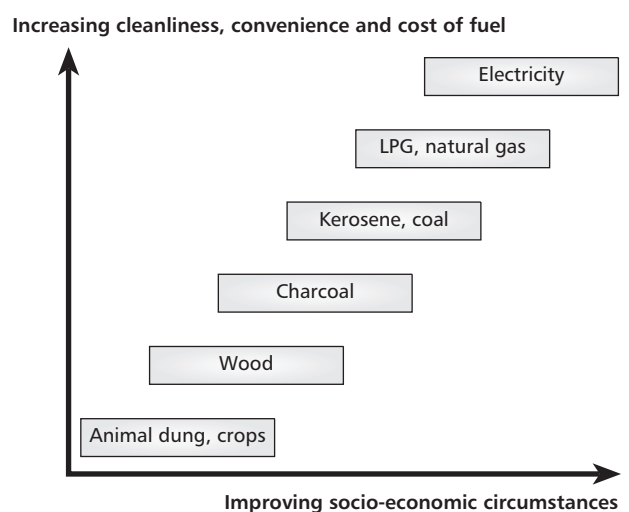 Increasing cleanliness, convenience and cost of fuel
Electricity
LPG, natural gas
Kerosene, coal
Charcoal
Wood
Animal dung, crops
Improving socio-economic circumstances